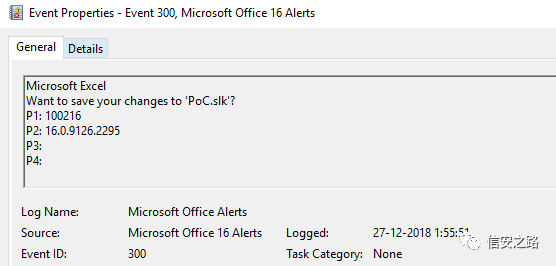 Event Properties - Event 300, Microsoft Office 16 Alerts
General Details
Microsoft Excel
Want to save your changes to 'PoC.slk'?
P1: 100216
P2: 16.0.9126.2295
P3:
P4:
Log Name: Microsoft Office Alerts
Source: Microsoft Office 16 Alerts Logged: 27-12-2018 1:55:51
Event ID: 300 Task Category: None
信安之路